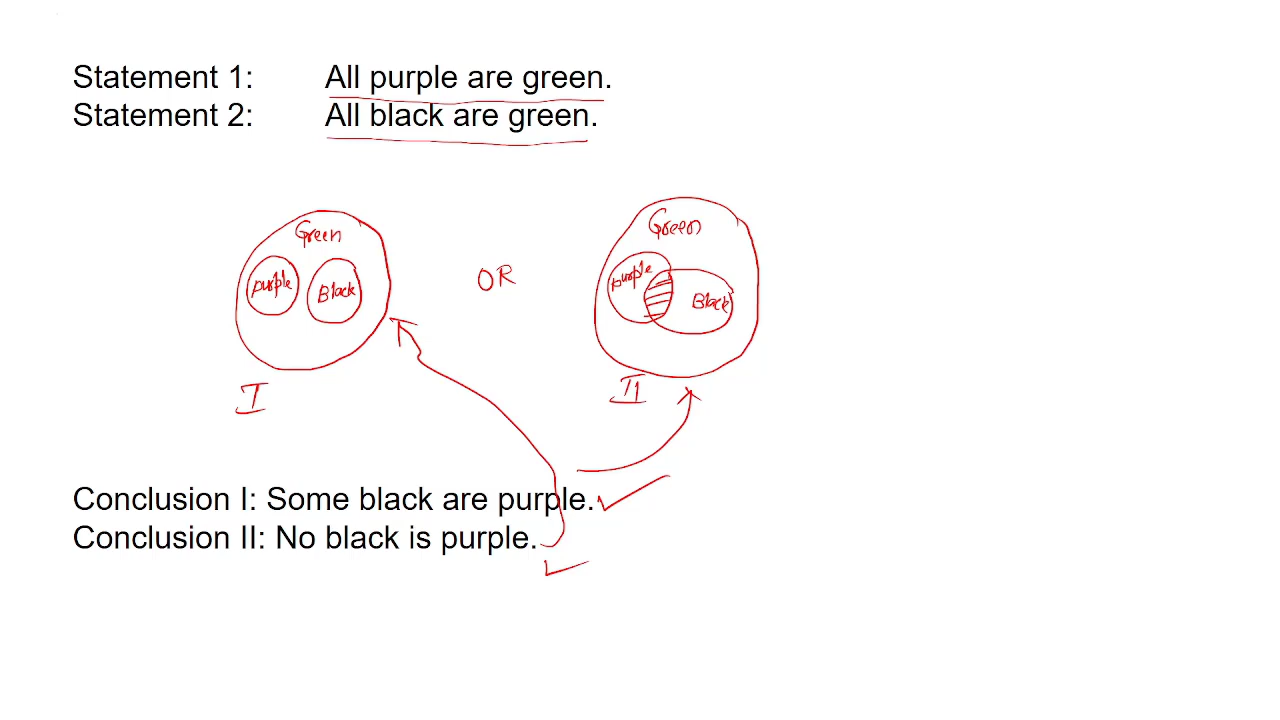 Statement 1: All purple are green.
Statement 2: All black are green.
Green
purple
Black
OR
Green
purple
Black
I
II
Conclusion I: Some black are purple.
Conclusion II: No black is purple.